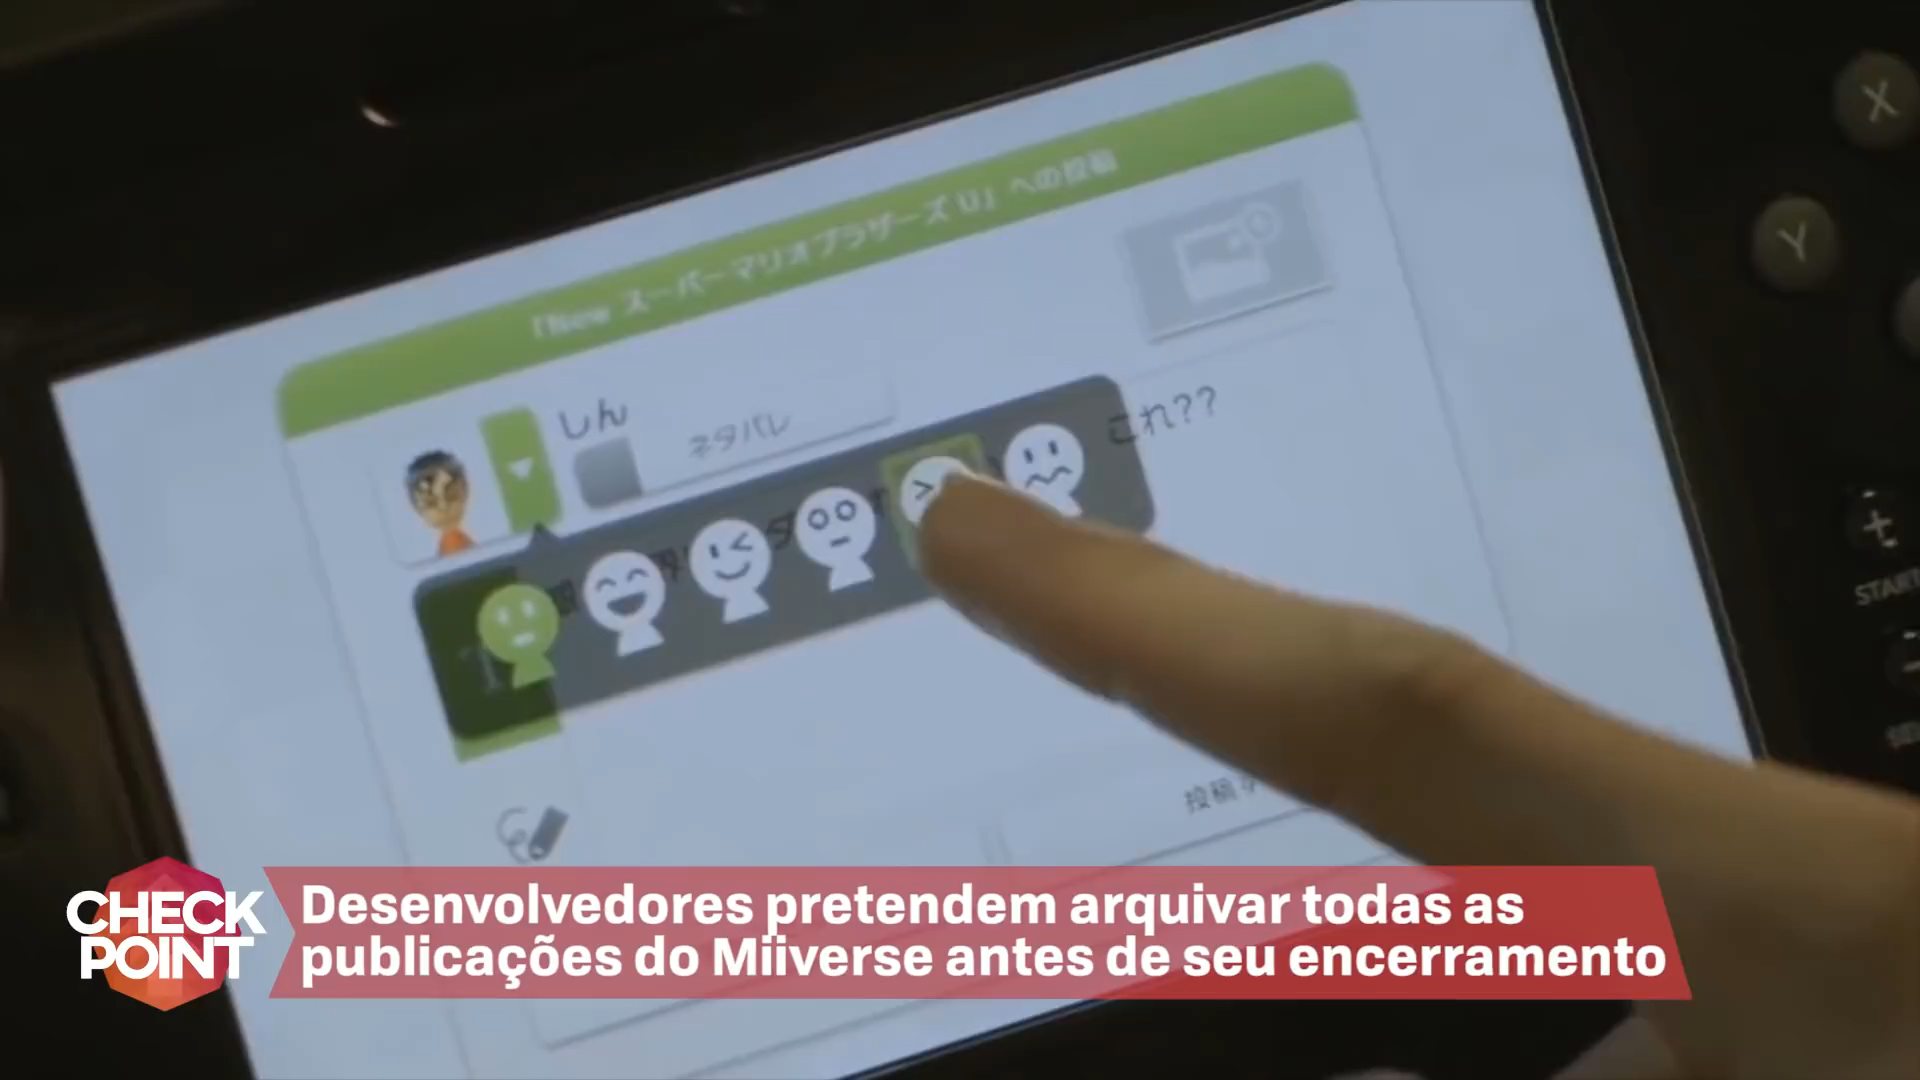 X
Y
「New スーパーマリオブラザーズ U」への投稿
しん
ネタバレ
これ??
START
CHECK
POINT
Desenvolvedores pretendem arquivar todas as
publicações do Miiverse antes de seu encerramento